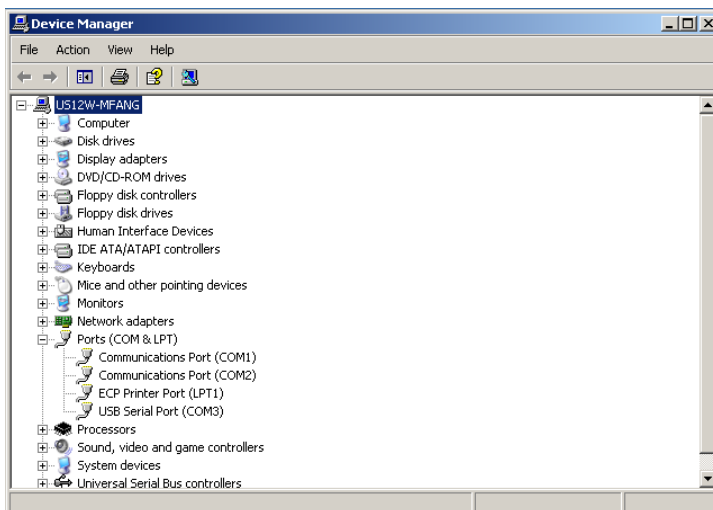 Device Manager
File Action View Help
US12W-MFANG
Computer
Disk drives
Display adapters
DVD/CD-ROM drives
Floppy disk controllers
Floppy disk drives
Human Interface Devices
IDE ATA/ATAPI controllers
Keyboards
Mice and other pointing devices
Monitors
Network adapters
Ports (COM & LPT)
Communications Port (COM1)
Communications Port (COM2)
ECP Printer Port (LPT1)
USB Serial Port (COM3)
Processors
Sound, video and game controllers
System devices
Universal Serial Bus controllers